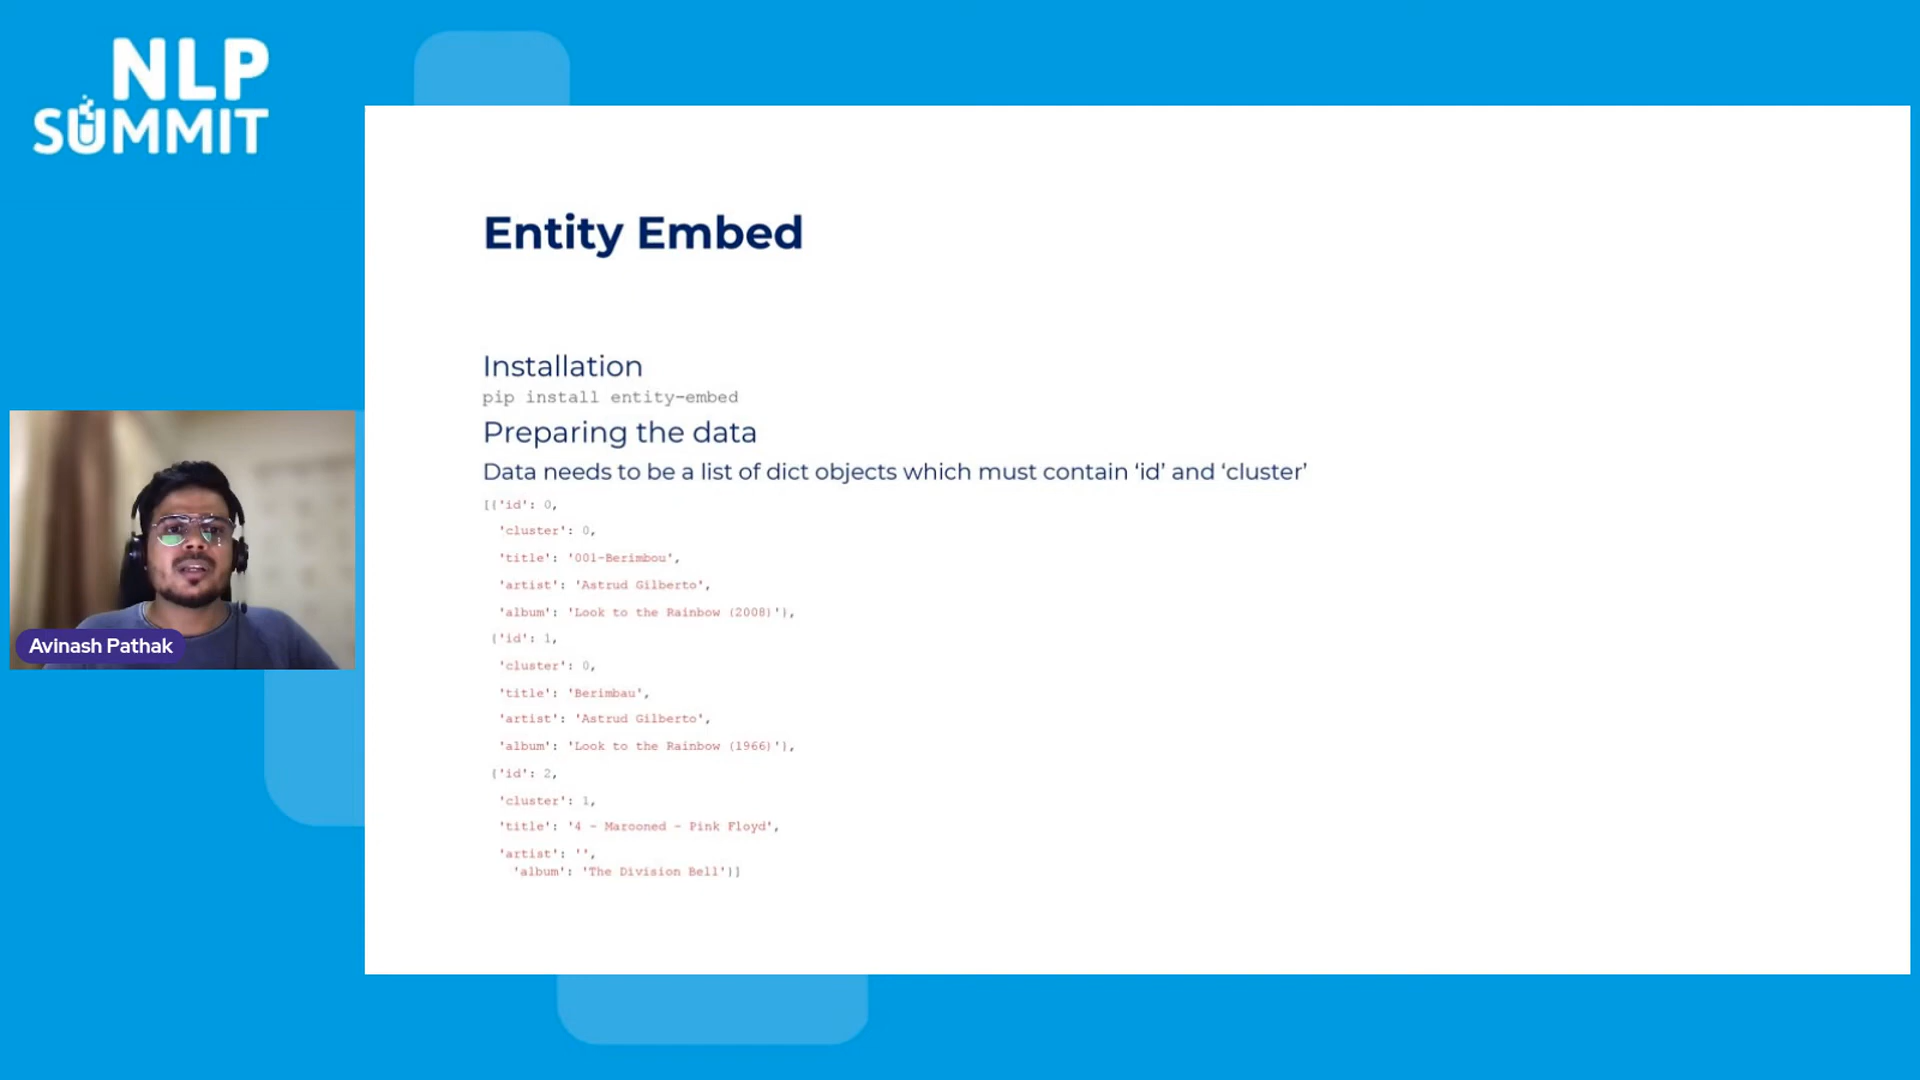 NLP
SUMMIT
Entity Embed
Installation
pip install entity-embed
Preparing the data
Data needs to be a list of dict objects which must contain ‘id’ and ‘cluster’
[{'id': 0,
'cluster': 0,
'title': '001-Berimbou',
'artist': 'Astrud Gilberto',
'album': 'Look to the Rainbow (2008)'},
{'id': 1,
'cluster': 0,
'title': 'Berimbau',
'artist': 'Astrud Gilberto',
'album': 'Look to the Rainbow (1966)'},
{'id': 2,
'cluster': 1,
'title': '4 - Marooned - Pink Floyd',
'artist': '',
'album': 'The Division Bell'}]
Avinash Pathak